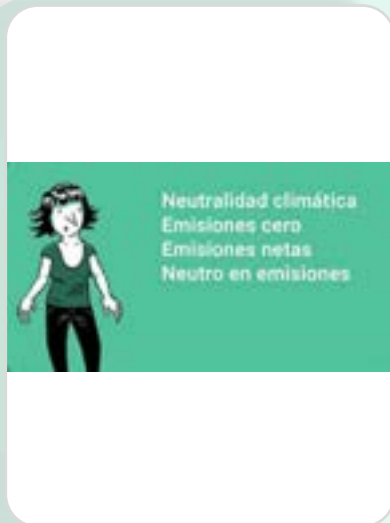 Neutralidad climática
Emisiones cero
Emisiones netas
Neutro en emisiones